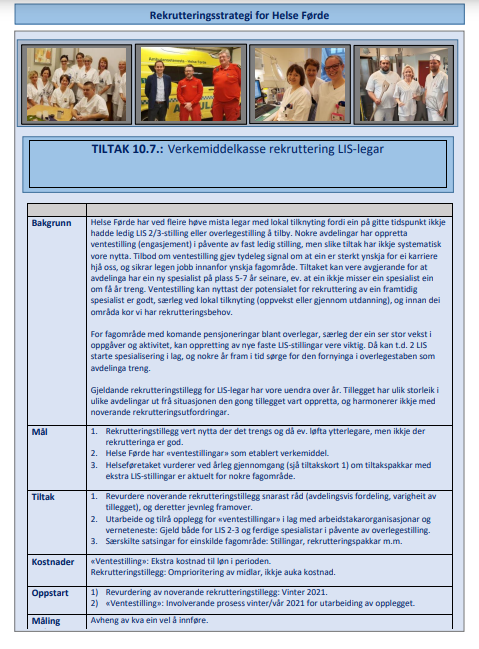 Rekrutteringsstrategi for Helse Førde
TILTAK 10.7.: Verkemiddelkasse rekruttering LIS-legar
Bakgrunn
Helse Førde har ved fleire høve mista legar med lokal tilknyting fordi ein på gitte tidspunkt ikkje
hadde ledig LIS 2/3-stilling eller overlegestilling å tilby. Nokre avdelingar har oppretta
ventestilling (engasjement) i påvente av fast ledig stilling, men slike tiltak har ikkje systematisk
vore nytta. Tilbod om ventestilling gjev tydeleg signal om at ein er sterkt ynskja for ei karriere
hjå oss, og sikrar legen jobb innanfor ynskja fagområde. Tiltaket kan vere avgjerande for at
avdelinga har ein ny spesialist på plass 5-7 år seinare, ev. at ein ikkje misser ein spesialist ein
om få år treng. Ventestilling kan nyttast der potensialet for rekruttering av ein framtidig
spesialist er godt, særleg ved lokal tilknyting (oppvekst eller gjennom utdanning), og innan dei
områda kor vi har rekrutteringsbehov.
For fagområde med komande pensjoneringar blant overlegar, særleg der ein ser stor vekst i
oppgåver og aktivitet, kan oppretting av nye faste LIS-stillingar vere viktig. Då kan t.d. 2 LIS
starte spesialisering i lag, og nokre år fram i tid sørge for den fornyinga i overlegestaben som
avdelinga treng.
Gjeldande rekrutteringstillegg for LIS-legar har vore uendra over år. Tillegget har ulik storleik i
ulike avdelingar ut frå situasjonen den gong tillegget vart oppretta, og harmonerer ikkje med
noverande rekrutteringsutfordringar.
Mål
1. Rekrutteringstillegg vert nytta der det trengs og då ev. løfta ytterlegare, men ikkje der
rekrutteringa er god.
2. Helse Førde har «ventestillingar» som etablert verkemiddel.
3. Helseføretaket vurderer ved årleg gjennomgang (sjå tiltakskort 1) om tiltakspakkar med
ekstra LIS-stillingar er aktuelt for nokre fagområde.
Tiltak
1. Revurdere noverande rekrutteringstillegg snarast råd (avdelingsvis fordeling, varigheit av
tillegget), og deretter jevnleg framover.
2. Utarbeide og tilrå opplegg for «ventestillingar» i lag med arbeidstakarorganisasjonar og
verneteneste: Gjeld både for LIS 2-3 og ferdige spesialistar i påvente av overlegestilling.
3. Særskilte satsingar for einskilde fagområde: Stillingar, rekrutteringspakkar m.m.
Kostnader
«Ventestilling»: Ekstra kostnad til løn i perioden.
Rekrutteringstillegg: Omprioritering av midlar, ikkje auka kostnad.
Oppstart
1) Revurdering av noverande rekrutteringstillegg: Vinter 2021.
2) «Ventestilling»: Involverande prosess vinter/vår 2021 for utarbeiding av opplegget.
Måling
Avheng av kva ein vel å innføre.